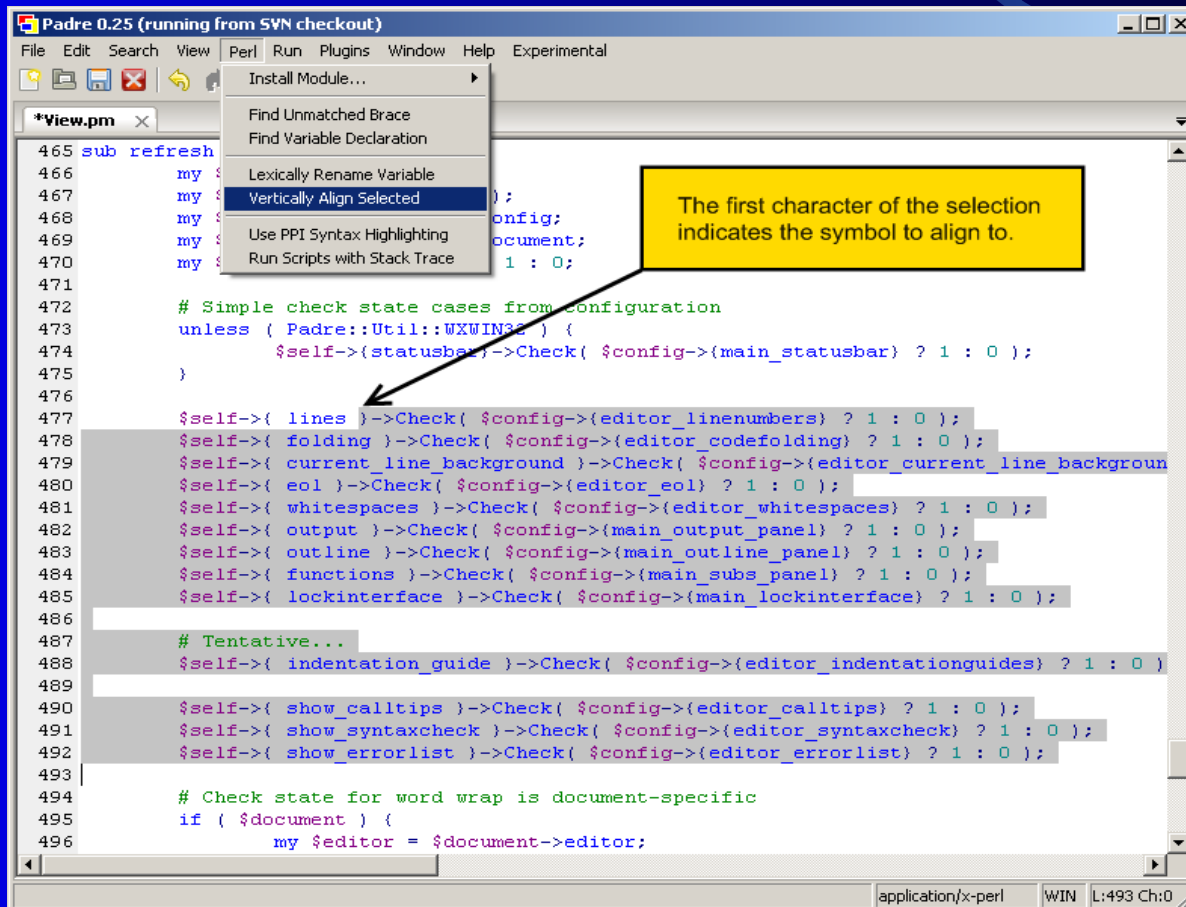 Padre 0.25 (running from SVN checkout)
File Edit Search View Perl Run Plugins Window Help Experimental
Install Module...
Find Unmatched Brace
Find Variable Declaration
Lexically Rename Variable
Vertically Align Selected
Use PPI Syntax Highlighting
Run Scripts with Stack Trace
*View.pm
The first character of the selection
indicates the symbol to align to.
465 sub refresh
466 my $
467 my $ );
468 my $ onfig;
469 my $ ocument;
470 my $ 1 : 0;
471
472 # Simple check state cases from configuration
473 unless ( Padre::Util::WXWIN32 ) {
474 $self->{statusbar}->Check( $config->{main_statusbar} ? 1 : 0 );
475 }
476
477 $self->{ lines }->Check( $config->{editor_linenumbers} ? 1 : 0 );
478 $self->{ folding }->Check( $config->{editor_codefolding} ? 1 : 0 );
479 $self->{ current_line_background }->Check( $config->{editor_current_line_backgroun
480 $self->{ eol }->Check( $config->{editor_eol} ? 1 : 0 );
481 $self->{ whitespaces }->Check( $config->{editor_whitespaces} ? 1 : 0 );
482 $self->{ output }->Check( $config->{main_output_panel} ? 1 : 0 );
483 $self->{ outline }->Check( $config->{main_outline_panel} ? 1 : 0 );
484 $self->{ functions }->Check( $config->{main_subs_panel} ? 1 : 0 );
485 $self->{ lockinterface }->Check( $config->{main_lockinterface} ? 1 : 0 );
486
487 # Tentative...
488 $self->{ indentation_guide }->Check( $config->{editor_indentationguides} ? 1 : 0 )
489
490 $self->{ show_calltips }->Check( $config->{editor_calltips} ? 1 : 0 );
491 $self->{ show_syntaxcheck }->Check( $config->{editor_syntaxcheck} ? 1 : 0 );
492 $self->{ show_errorlist }->Check( $config->{editor_errorlist} ? 1 : 0 );
493
494 # Check state for word wrap is document-specific
495 if ( $document ) {
496 my $editor = $document->editor;
application/x-perl WIN L:493 Ch:0